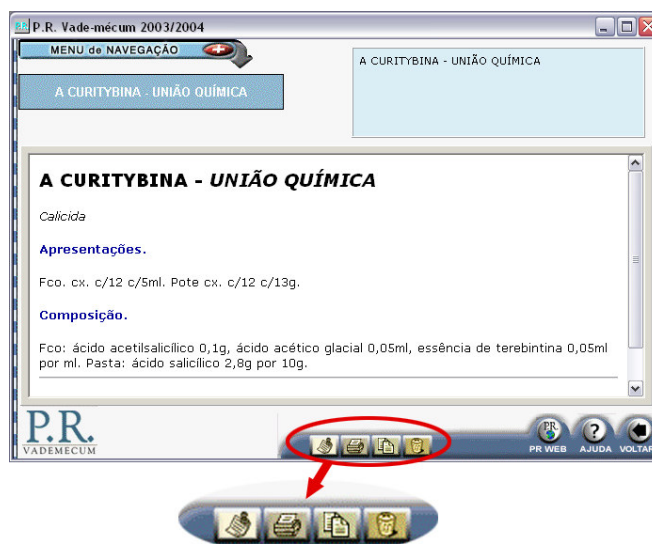 P.R. Vade-mécum 2003/2004
MENU de NAVEGAÇÃO
A CURITYBINA - UNIÃO QUÍMICA
A CURITYBINA - UNIÃO QUÍMICA
A CURITYBINA - UNIÃO QUÍMICA
Calicida
Apresentações.
Fco. cx. c/12 c/5ml. Pote cx. c/12 c/13g.
Composição.
Fco: ácido acetilsalicílico 0,1g, ácido acético glacial 0,05ml, essência de terebintina 0,05ml
por ml. Pasta: ácido salicílico 2,8g por 10g.
P.R.
VADEMECUM
PR
PR WEB AJUDA VOLTAR